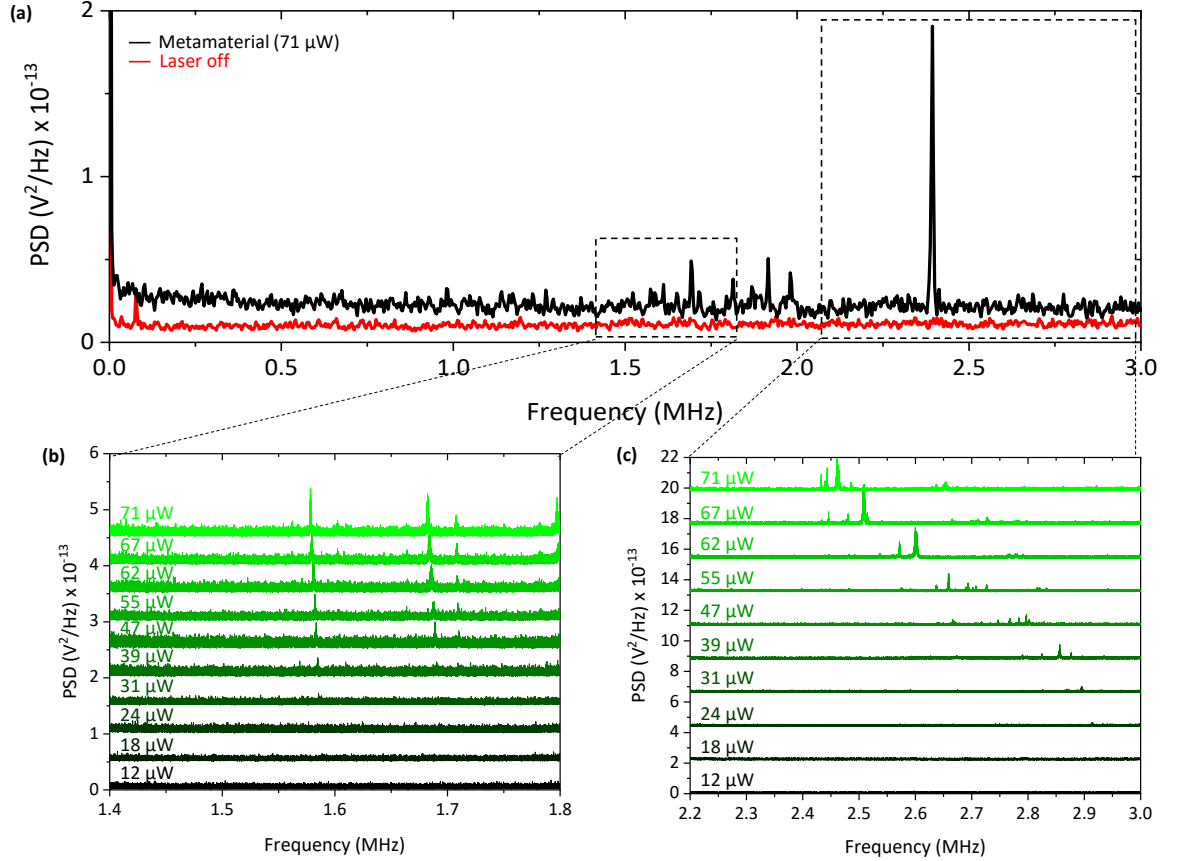 (a)
2
1
0
PSD (V²/Hz) x 10⁻¹³
Metamaterial (71 µW)
Laser off
0.0 0.5 1.0 1.5 2.0 2.5 3.0
Frequency (MHz)
(b)
6
5
4
3
2
1
0
PSD (V²/Hz) x 10⁻¹³
71 µW
67 µW
62 µW
55 µW
47 µW
39 µW
31 µW
24 µW
18 µW
12 µW
1.4 1.5 1.6 1.7 1.8
Frequency (MHz)
(c)
22
20
18
16
14
12
10
8
6
4
2
0
PSD (V²/Hz) x 10⁻¹³
71 µW
67 µW
62 µW
55 µW
47 µW
39 µW
31 µW
24 µW
18 µW
12 µW
2.2 2.3 2.4 2.5 2.6 2.7 2.8 2.9 3.0
Frequency (MHz)